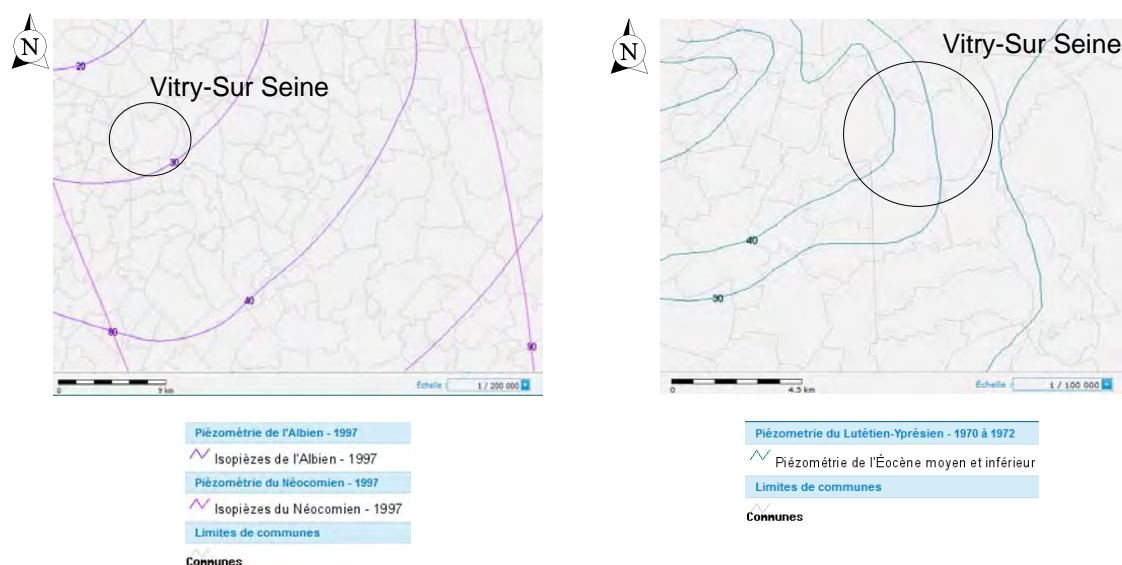 N
Vitry-Sur Seine
20
30
40
80
90
0 9 km
Échelle : 1 / 200 000
Piézométrie de l'Albien - 1997
Isopièzes de l'Albien - 1997
Piézométrie du Néocomien - 1997
Isopièzes du Néocomien - 1997
Limites de communes
Communes
N
Vitry-Sur Seine
40
30
0 4.5 km
Échelle : 1 / 100 000
Piézometrie du Lutétien-Yprésien - 1970 à 1972
Piézométrie de l'Éocène moyen et inférieur
Limites de communes
Communes